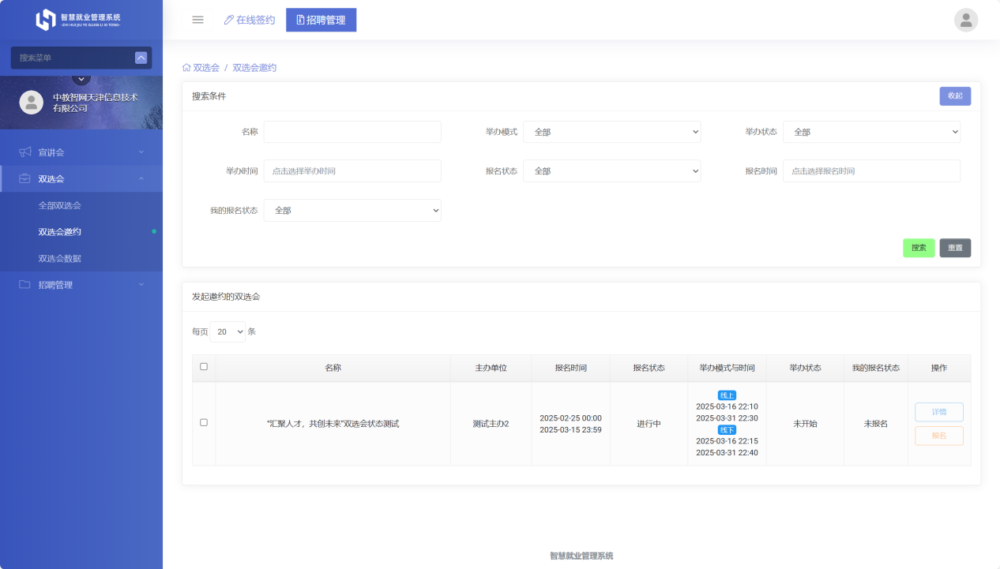 智慧就业管理系统
-ZHI HUI JIU YE GUAN LI XI TONG-
在线签约
招聘管理
搜索菜单
中教智网天津信息技术
有限公司
宣讲会
双选会
全部双选会
双选会邀约
双选会数据
招聘管理
双选会 / 双选会邀约
搜索条件
收起
名称
举办模式 全部
举办状态 全部
举办时间 点击选择举办时间
报名状态 全部
报名时间 点击选择报名时间
我的报名状态 全部
搜索
重置
发起邀约的双选会
每页 20 条
名称 主办单位 报名时间 报名状态 举办模式与时间 举办状态 我的报名状态 操作
“汇聚人才，共创未来”双选会状态测试
测试主办2
2025-02-25 00:00
2025-03-15 23:59
进行中
线上
2025-03-16 22:10
2025-03-31 22:30
线下
2025-03-16 22:15
2025-03-31 22:40
未开始
未报名
详情
报名
智慧就业管理系统